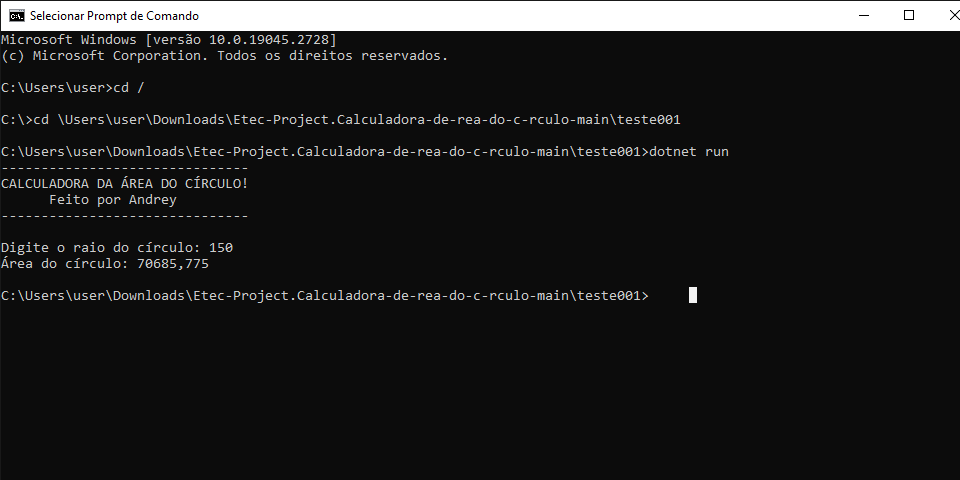 Selecionar Prompt de Comando
Microsoft Windows [versão 10.0.19045.2728]
(c) Microsoft Corporation. Todos os direitos reservados.
C:\Users\user>cd /
C:\>cd \Users\user\Downloads\Etec-Project.Calculadora-de-rea-do-c-rculo-main\teste001
C:\Users\user\Downloads\Etec-Project.Calculadora-de-rea-do-c-rculo-main\teste001>dotnet run
-------------------------------
CALCULADORA DA ÁREA DO CÍRCULO!
      Feito por Andrey
-------------------------------
Digite o raio do círculo: 150
Área do círculo: 70685,775
C:\Users\user\Downloads\Etec-Project.Calculadora-de-rea-do-c-rculo-main\teste001>